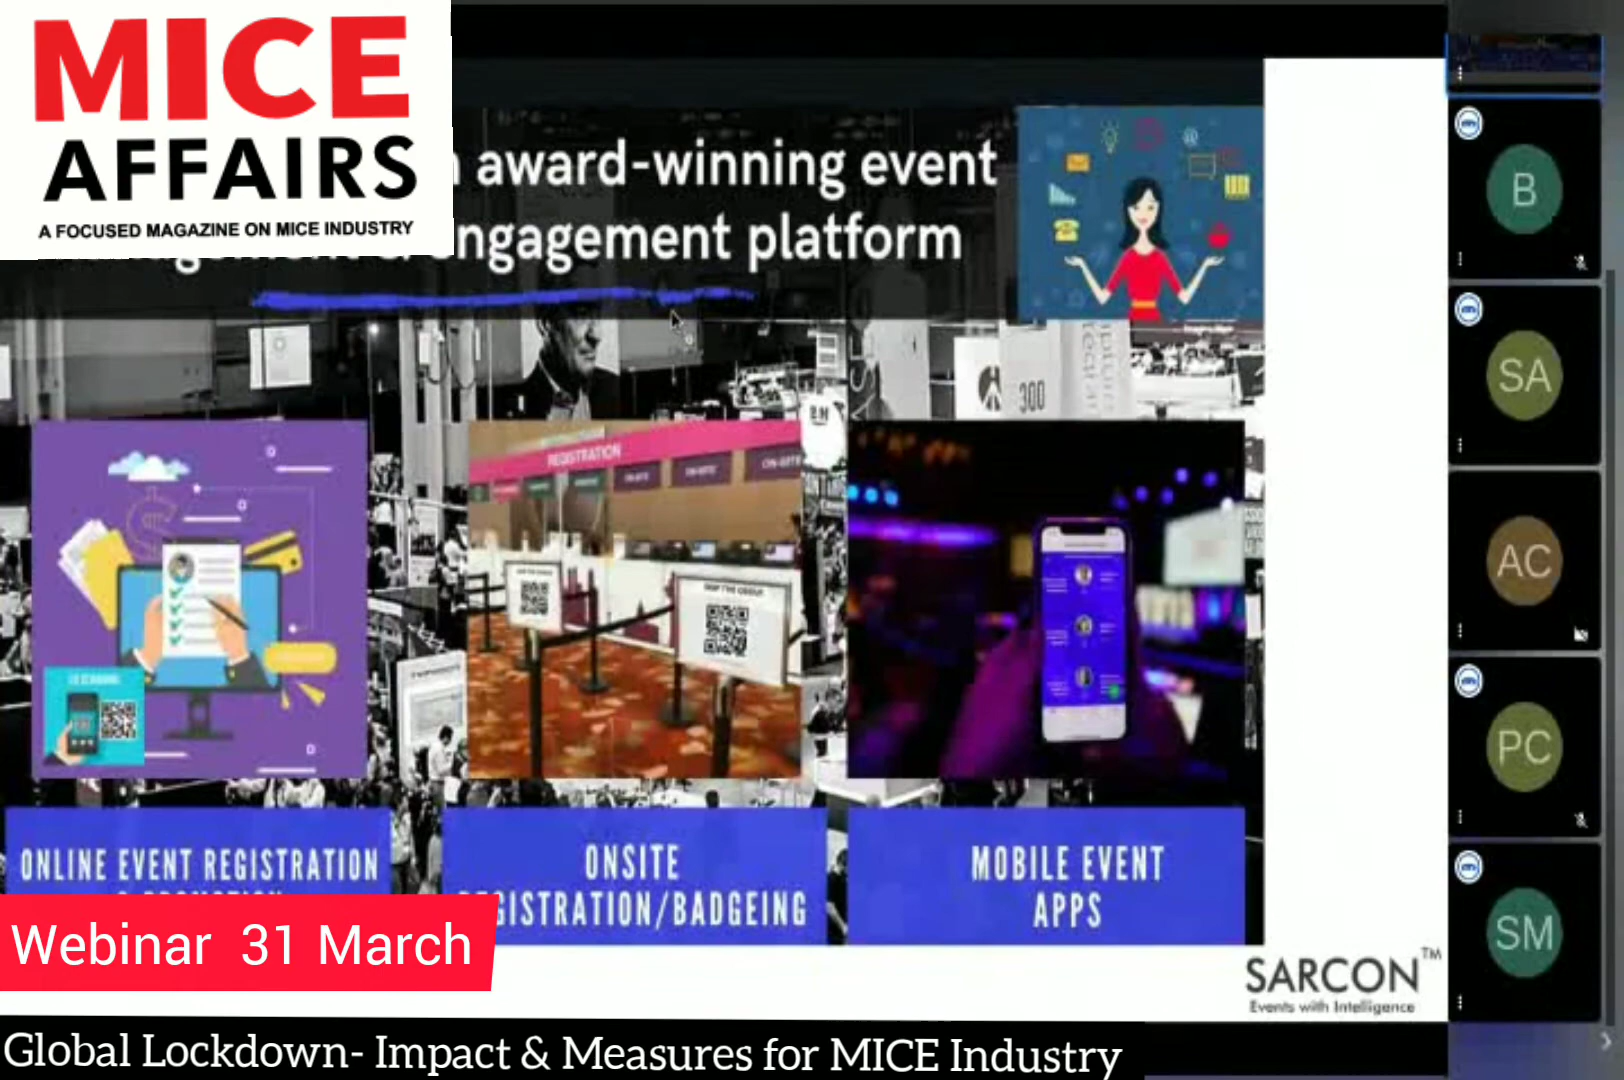 MICE
AFFAIRS
A FOCUSED MAGAZINE ON MICE INDUSTRY
award-winning event
engagement platform
300
REGISTRATION
ONLINE EVENT REGISTRATION
ONSITE
REGISTRATION/BADGEING
MOBILE EVENT
APPS
B
SA
AC
PC
SM
Webinar 31 March
SARCON™
Events with Intelligence
Global Lockdown- Impact & Measures for MICE Industry